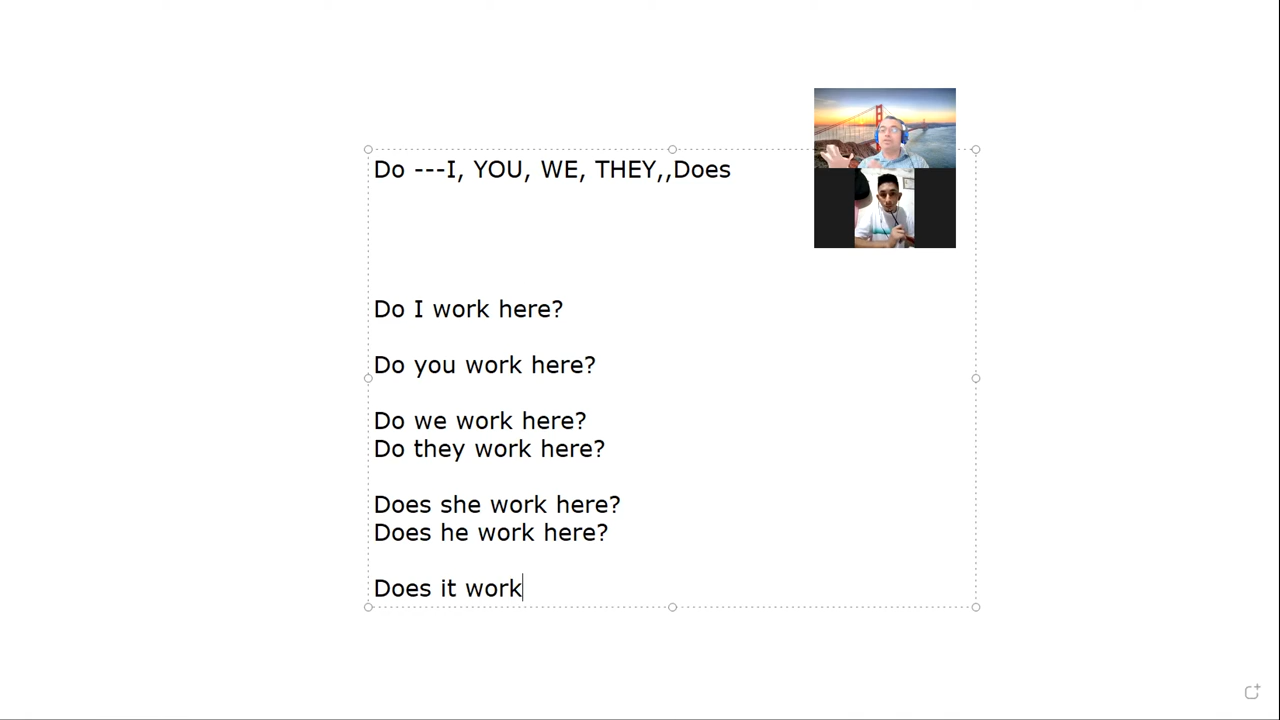 Do ---I, YOU, WE, THEY,,Does
Do I work here?
Do you work here?
Do we work here?
Do they work here?
Does she work here?
Does he work here?
Does it work